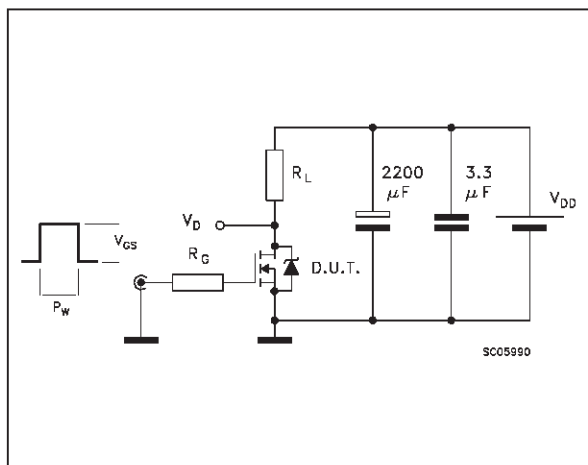 R_L
2200 µF
3.3 µF
V_DD
V_D
V_GS
R_G
D.U.T.
P_W
SC05990